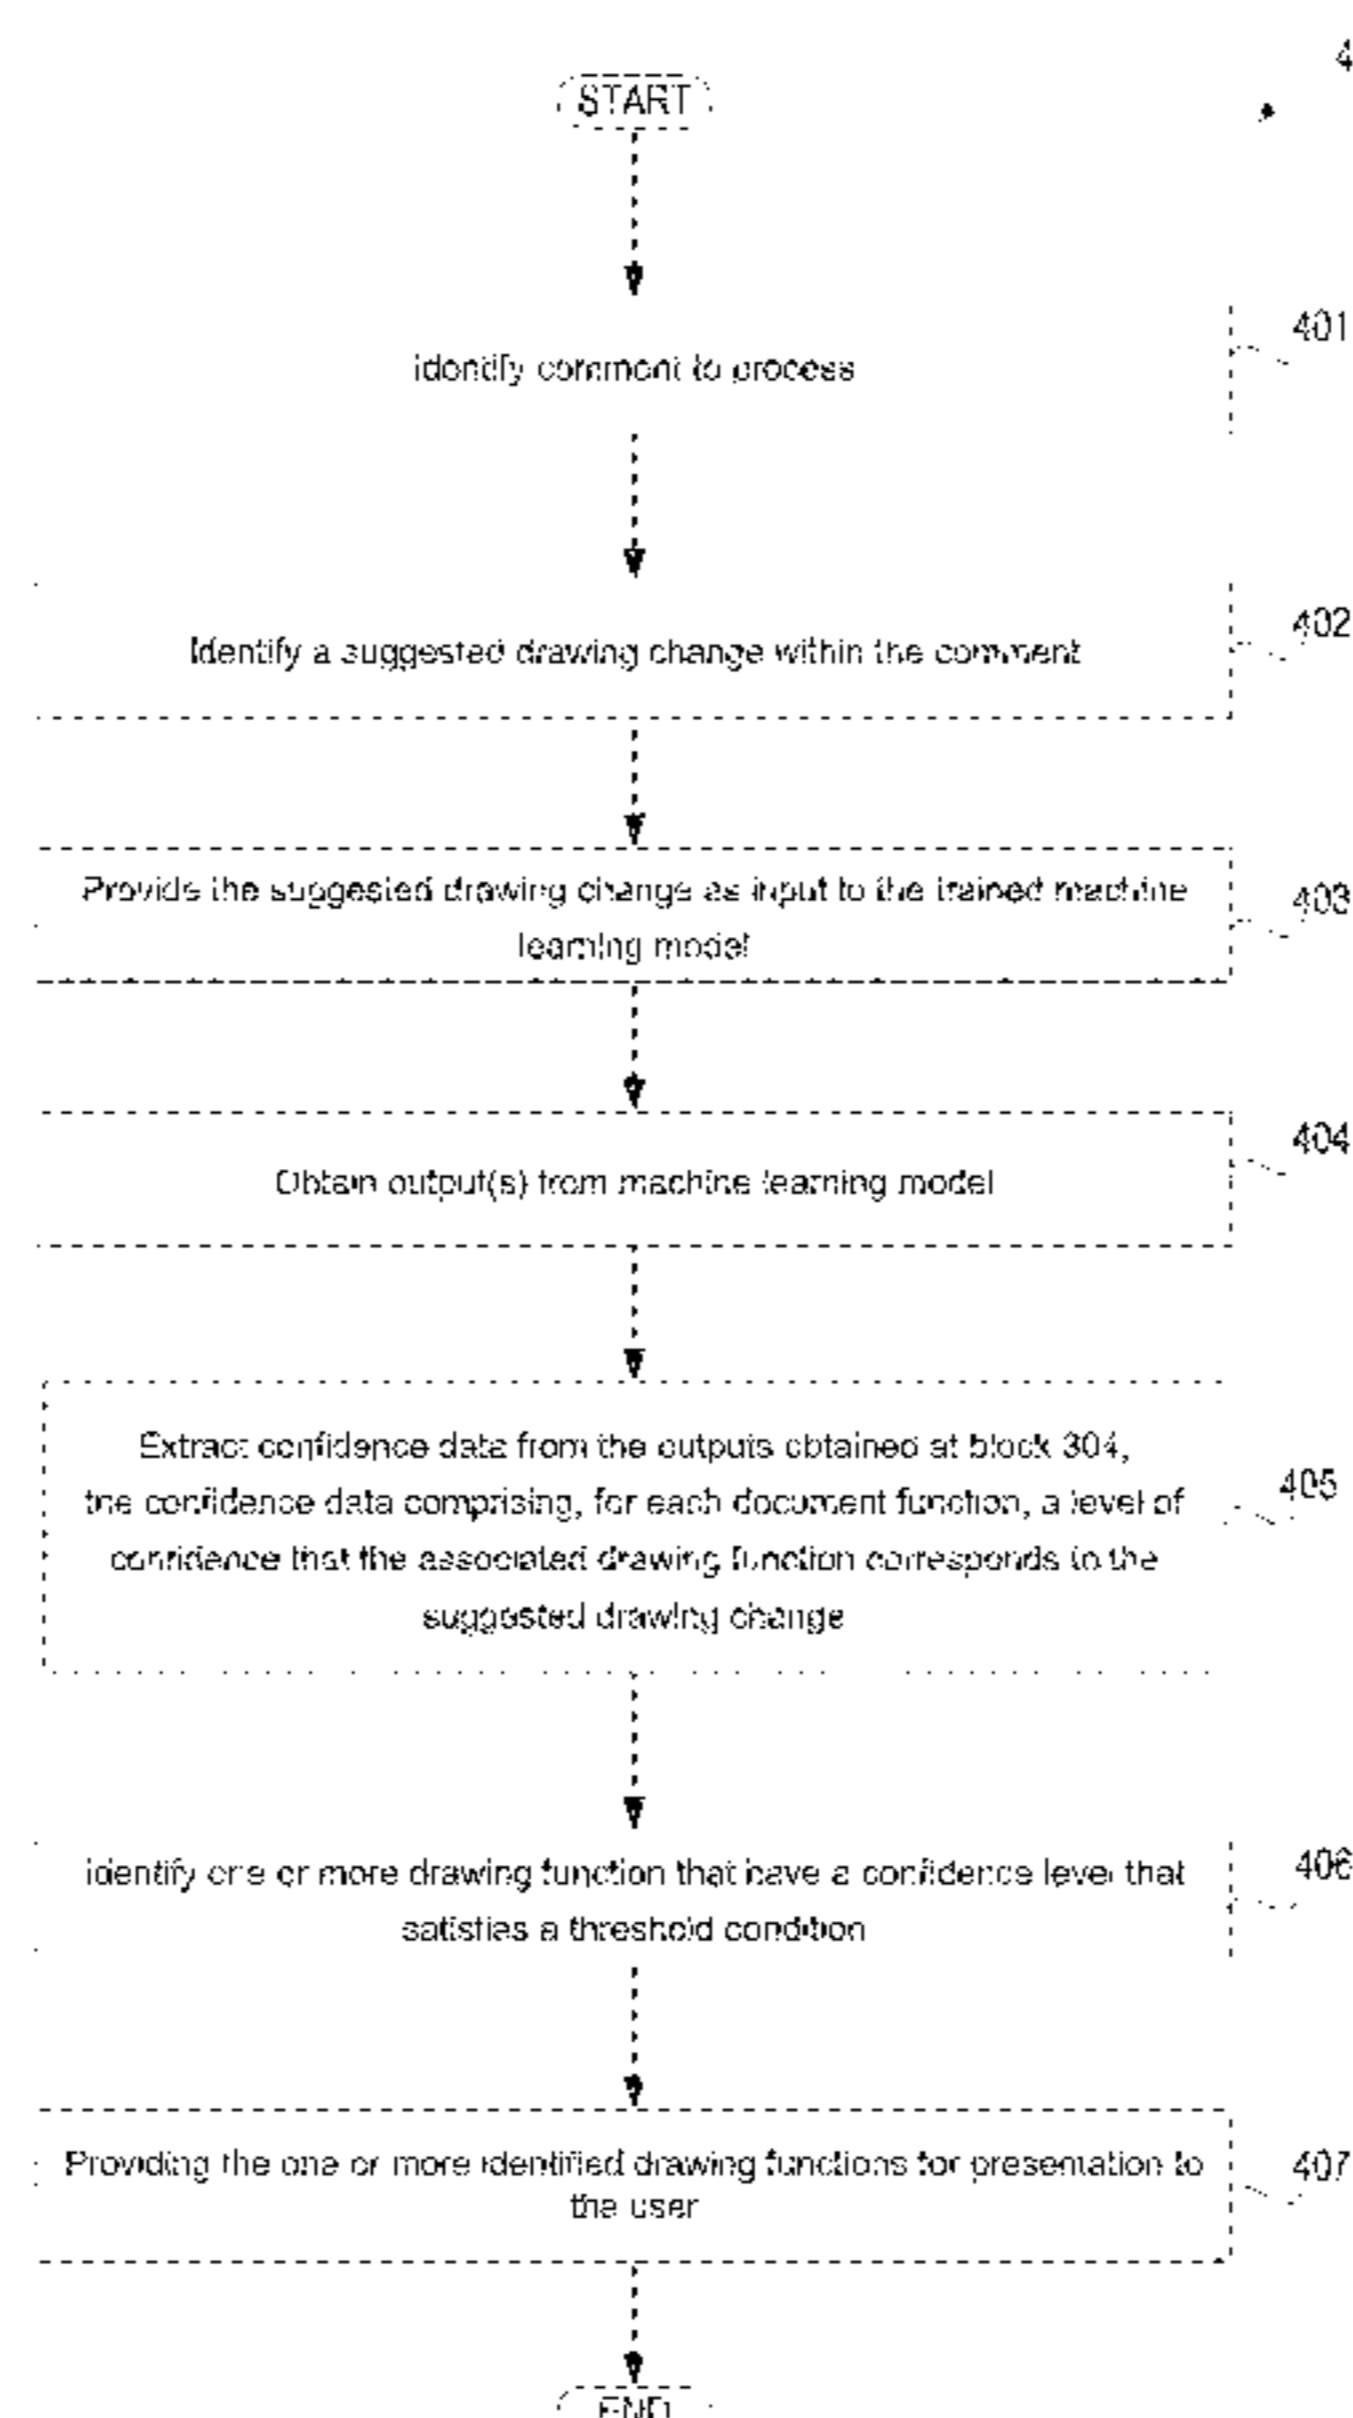 4
START
identify comment to process
401
Identify a suggested drawing change within the comment
402
Provide the suggested drawing change as input to the trained machine
learning model
403
Obtain output(s) from machine learning model
404
Extract confidence data from the outputs obtained at block 304,
the confidence data comprising, for each document function, a level of
confidence that the associated drawing function corresponds to the
suggested drawing change
405
identify one or more drawing function that have a confidence level that
satisfies a threshold condition
406
Providing the one or more identified drawing functions for presentation to
the user
407
END